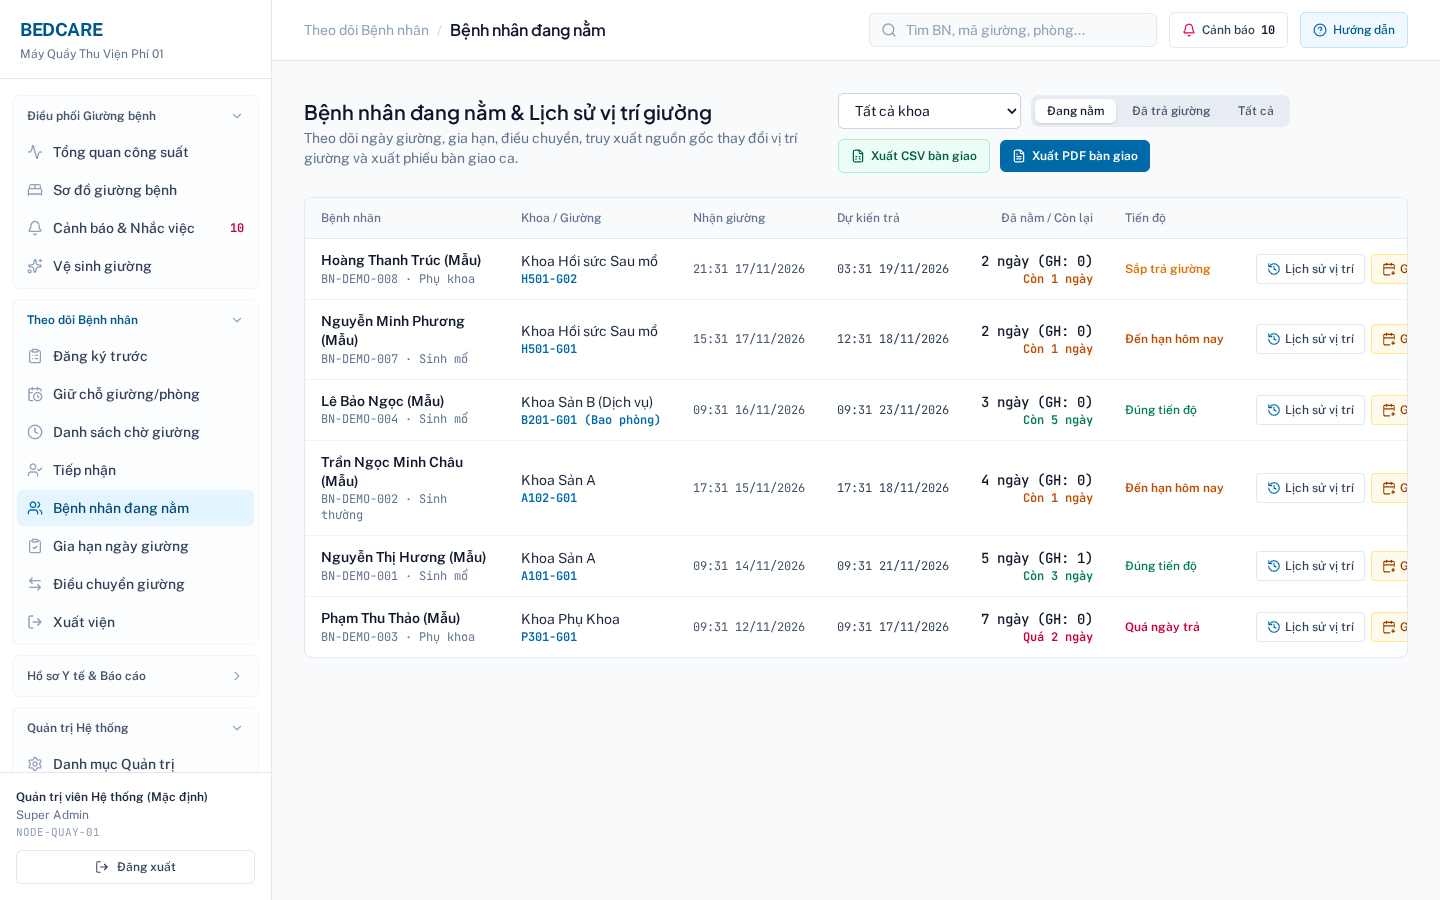 BEDCARE
Máy Quầy Thu Viện Phí 01
Điều phối Giường bệnh
Tổng quan công suất
Sơ đồ giường bệnh
Cảnh báo & Nhắc việc 10
Vệ sinh giường
Theo dõi Bệnh nhân
Đăng ký trước
Giữ chỗ giường/phòng
Danh sách chờ giường
Tiếp nhận
Bệnh nhân đang nằm
Gia hạn ngày giường
Điều chuyển giường
Xuất viện
Hồ sơ Y tế & Báo cáo
Quản trị Hệ thống
Danh mục Quản trị
Quản trị viên Hệ thống (Mặc định)
Super Admin
NODE-QUAY-01
Đăng xuất
Theo dõi Bệnh nhân / Bệnh nhân đang nằm
Tìm BN, mã giường, phòng...
Cảnh báo 10
Hướng dẫn
Bệnh nhân đang nằm & Lịch sử vị trí giường
Theo dõi ngày giường, gia hạn, điều chuyển, truy xuất nguồn gốc thay đổi vị trí
giường và xuất phiếu bàn giao ca.
Tất cả khoa
Đang nằm Đã trả giường Tất cả
Xuất CSV bàn giao
Xuất PDF bàn giao
Bệnh nhân Khoa / Giường Nhận giường Dự kiến trả Đã nằm / Còn lại Tiến độ
Hoàng Thanh Trúc (Mẫu)
BN-DEMO-008 · Phụ khoa
Khoa Hồi sức Sau mổ
H501-G02
21:31 17/11/2026
03:31 19/11/2026
2 ngày (GH: 0)
Còn 1 ngày
Sắp trả giường
Lịch sử vị trí
G
Nguyễn Minh Phương
(Mẫu)
BN-DEMO-007 · Sinh mổ
Khoa Hồi sức Sau mổ
H501-G01
15:31 17/11/2026
12:31 18/11/2026
2 ngày (GH: 0)
Còn 1 ngày
Đến hạn hôm nay
Lịch sử vị trí
G
Lê Bảo Ngọc (Mẫu)
BN-DEMO-004 · Sinh mổ
Khoa Sản B (Dịch vụ)
B201-G01 (Bao phòng)
09:31 16/11/2026
09:31 23/11/2026
3 ngày (GH: 0)
Còn 5 ngày
Đúng tiến độ
Lịch sử vị trí
G
Trần Ngọc Minh Châu
(Mẫu)
BN-DEMO-002 · Sinh
thường
Khoa Sản A
A102-G01
17:31 15/11/2026
17:31 18/11/2026
4 ngày (GH: 0)
Còn 1 ngày
Đến hạn hôm nay
Lịch sử vị trí
G
Nguyễn Thị Hương (Mẫu)
BN-DEMO-001 · Sinh mổ
Khoa Sản A
A101-G01
09:31 14/11/2026
09:31 21/11/2026
5 ngày (GH: 1)
Còn 3 ngày
Đúng tiến độ
Lịch sử vị trí
G
Phạm Thu Thảo (Mẫu)
BN-DEMO-003 · Phụ khoa
Khoa Phụ Khoa
P301-G01
09:31 12/11/2026
09:31 17/11/2026
7 ngày (GH: 0)
Quá 2 ngày
Quá ngày trả
Lịch sử vị trí
G